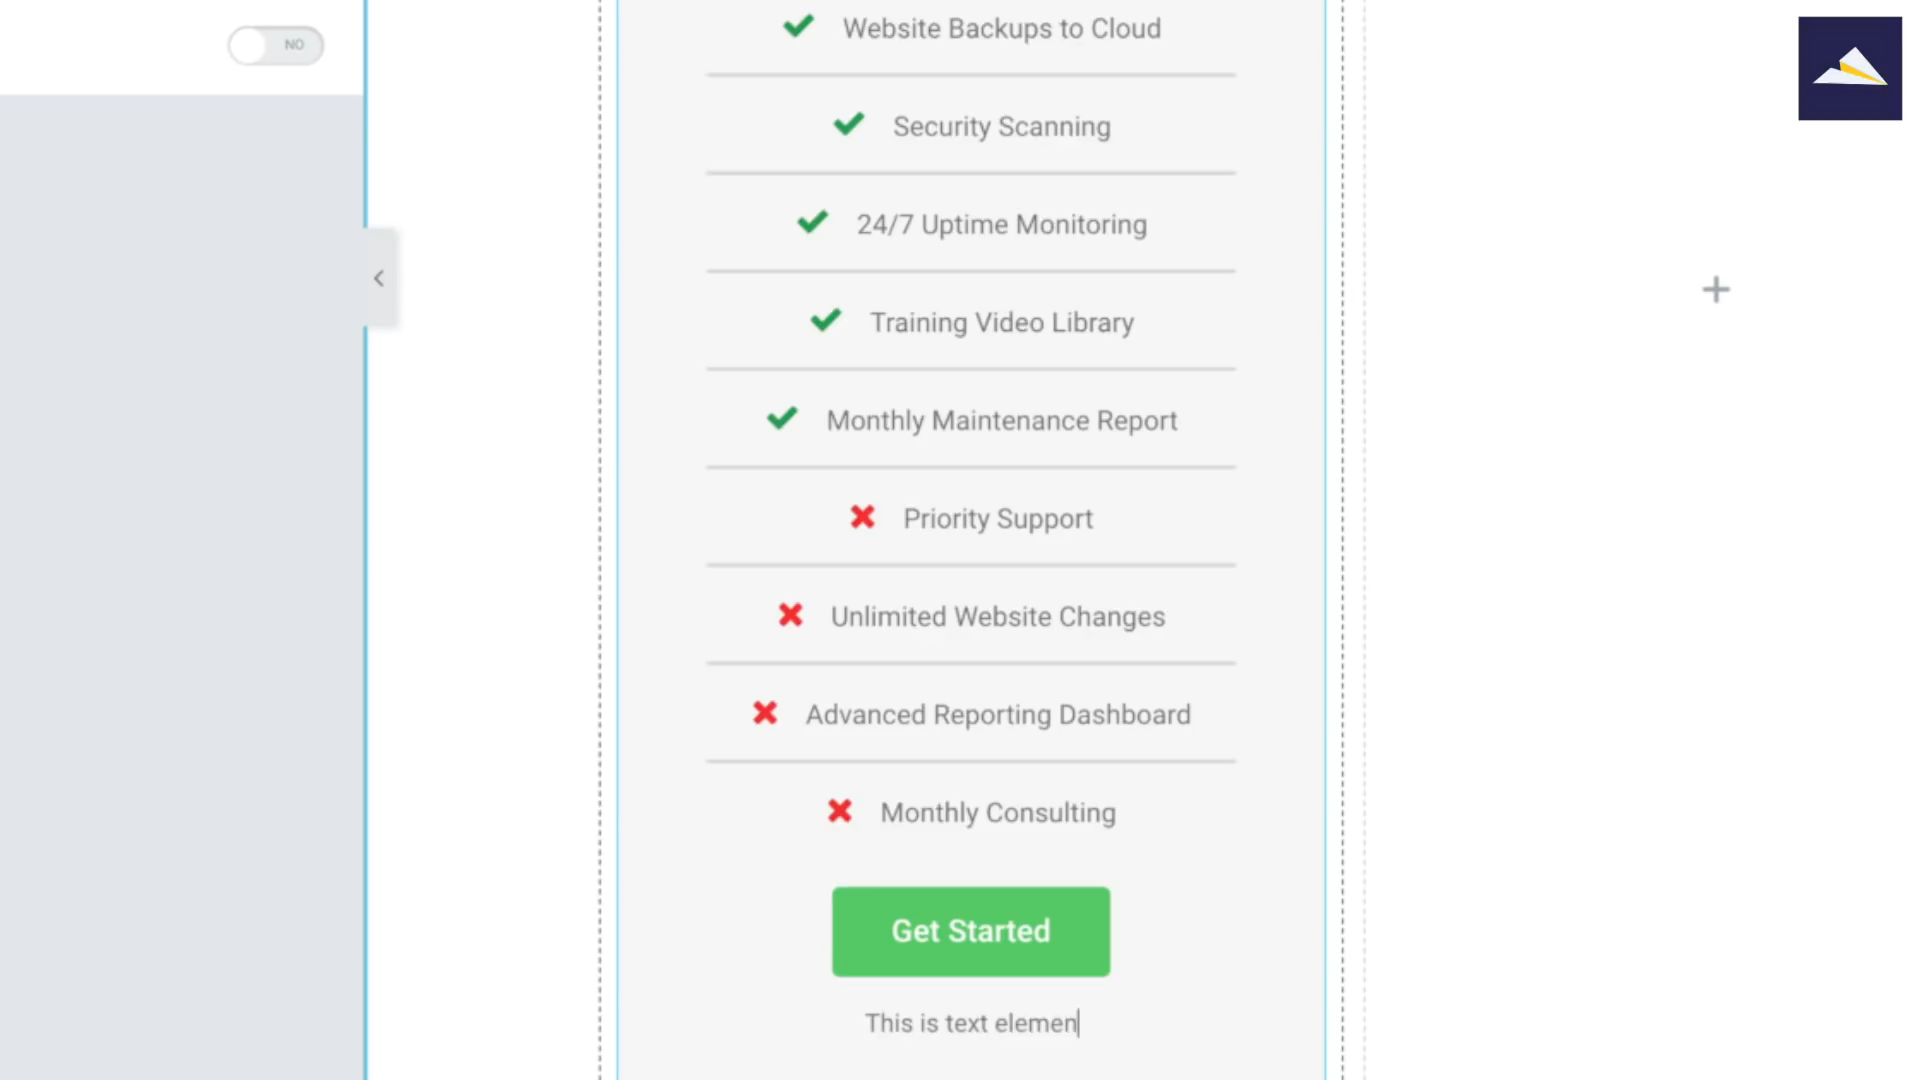 NO
Website Backups to Cloud
Security Scanning
24/7 Uptime Monitoring
Training Video Library
Monthly Maintenance Report
Priority Support
Unlimited Website Changes
Advanced Reporting Dashboard
Monthly Consulting
Get Started
This is text elemen